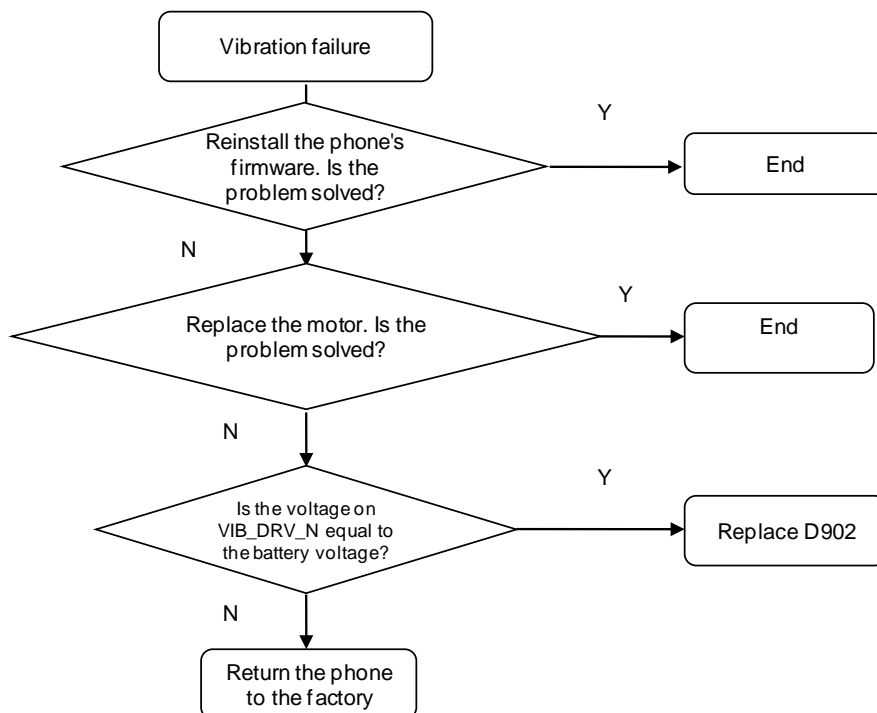 Vibration failure
Y
Reinstall the phone's
firmware. Is the
problem solved?
End
N
Y
Replace the motor. Is the
problem solved?
End
N
Y
Is the voltage on
VIB_DRV_N equal to
the battery voltage?
Replace D902
N
Return the phone
to the factory